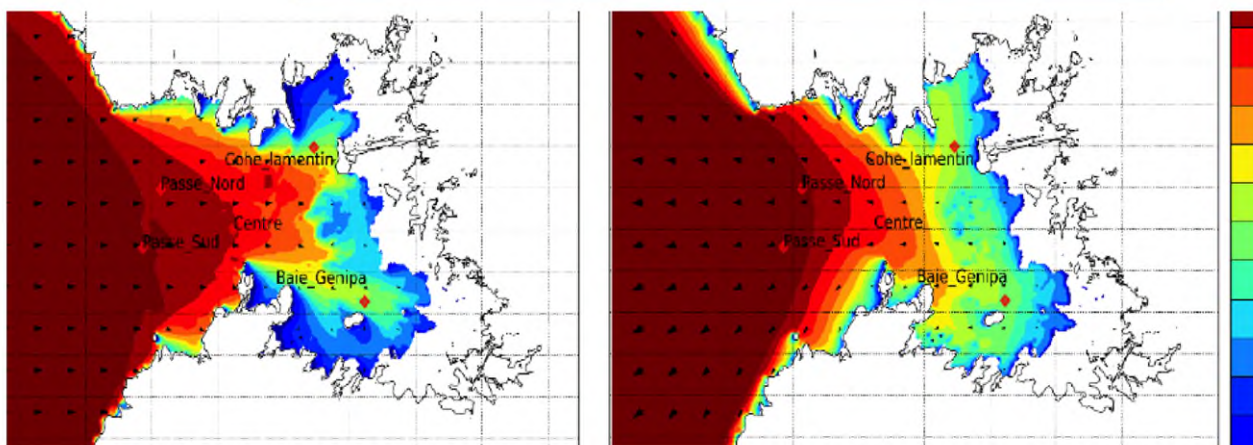 Cohe_lamentin
Passe_Nord
Centre
Passe_Sud
Baie_Genipa
Cohe_lamentin
Passe_Nord
Centre
Passe_Sud
Baie_Genipa